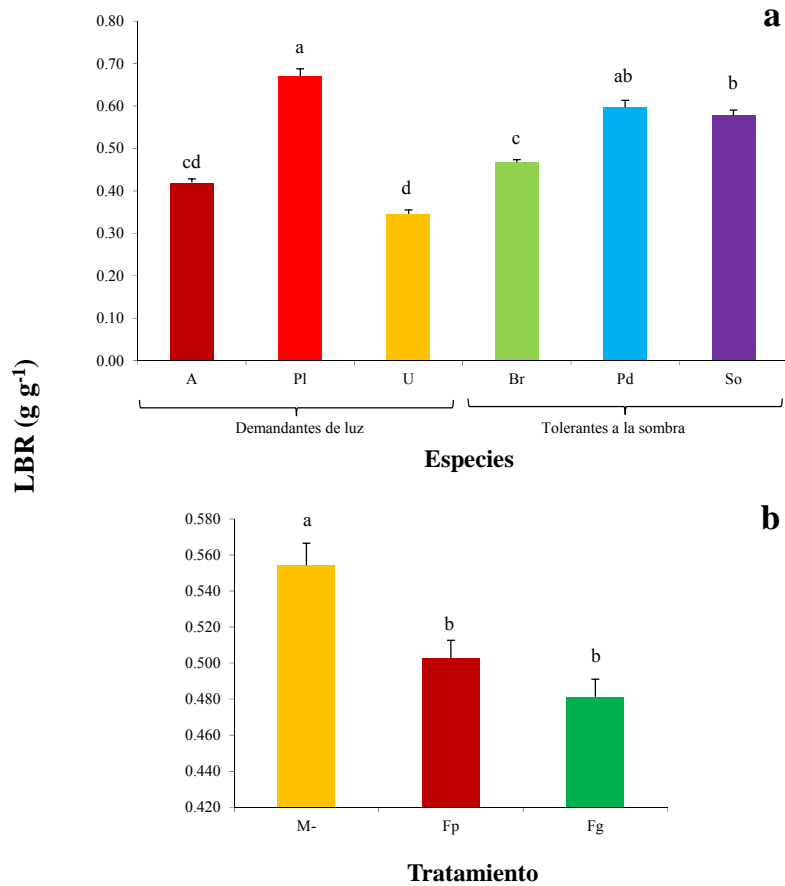 a
0.80
0.70
0.60
0.50
0.40
0.30
0.20
0.10
0.00
cd
a
d
c
ab
b
A
Pl
U
Br
Pd
So
Demandantes de luz
Tolerantes a la sombra
Especies
LBR (g g-1)
b
0.580
0.560
0.540
0.520
0.500
0.480
0.460
0.440
0.420
a
b
b
M-
Fp
Fg
Tratamiento